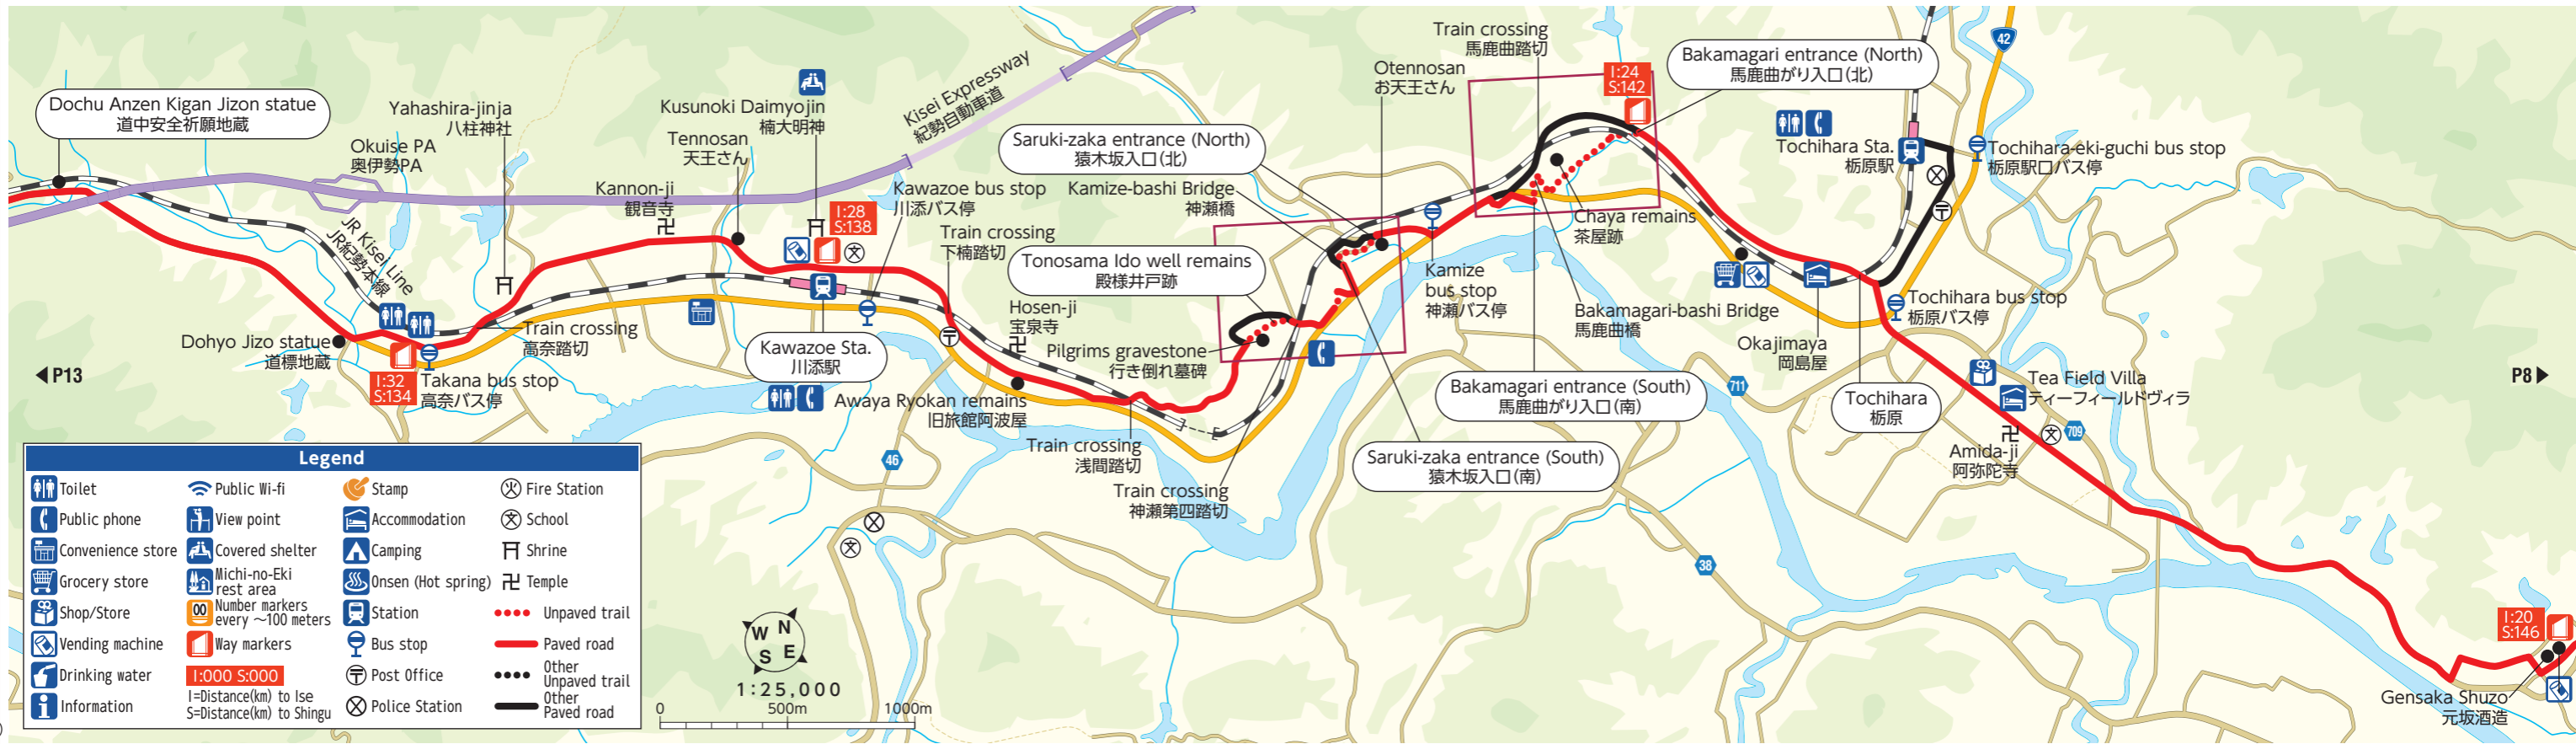 Dochu Anzen Kigan Jizon statue
道中安全祈願地蔵
Yahashira-jinja
八柱神社
Okuise PA
奥伊勢PA
JR Kisei Line
JR紀勢本線
Kannon-ji
観音寺
Tennosan
天王さん
Kusunoki Daimyojin
楠大明神
Kisei Expressway
紀勢自動車道
I:28
S:138
Kawazoe bus stop
川添バス停
Train crossing
下楠踏切
Saruki-zaka entrance (North)
猿木坂入口(北)
Kamize-bashi Bridge
神瀬橋
Otennosan
お天王さん
Train crossing
馬鹿曲踏切
I:24
S:142
Bakamagari entrance (North)
馬鹿曲がり入口(北)
42
Tochihara Sta.
栃原駅
Tochihara-eki-guchi bus stop
栃原駅口バス停
Tonosama Ido well remains
殿様井戸跡
Hosen-ji
宝泉寺
Pilgrims gravestone
行き倒れ墓碑
Kamize
bus stop
神瀬バス停
Chaya remains
茶屋跡
Bakamagari-bashi Bridge
馬鹿曲橋
Okajimaya
岡島屋
Tochihara bus stop
栃原バス停
Dohyo Jizo statue
道標地蔵
I:32
S:134
Takana bus stop
高奈バス停
Train crossing
高奈踏切
Kawazoe Sta.
川添駅
Awaya Ryokan remains
旧旅館阿波屋
Train crossing
浅間踏切
Train crossing
神瀬第四踏切
Bakamagari entrance (South)
馬鹿曲がり入口(南)
Saruki-zaka entrance (South)
猿木坂入口(南)
711
Tochihara
栃原
Tea Field Villa
ティーフィールドヴィラ
709
Amida-ji
阿弥陀寺
P13
P8
46
38
I:20
S:146
Gensaka Shuzo
元坂酒造
Legend
Toilet
Public phone
Convenience store
Grocery store
Shop/Store
Vending machine
Drinking water
Information
Public Wi-fi
View point
Covered shelter
Michi-no-Eki
rest area
00
Number markers
every ～100 meters
Way markers
I:000 S:000
I=Distance(km) to Ise
S=Distance(km) to Shingu
Stamp
Accommodation
Camping
Onsen (Hot spring)
Station
Bus stop
Post Office
Police Station
Fire Station
School
Shrine
Temple
Unpaved trail
Paved road
Other
Unpaved trail
Other
Paved road
W N
S E
1:25,000
0 500m 1000m